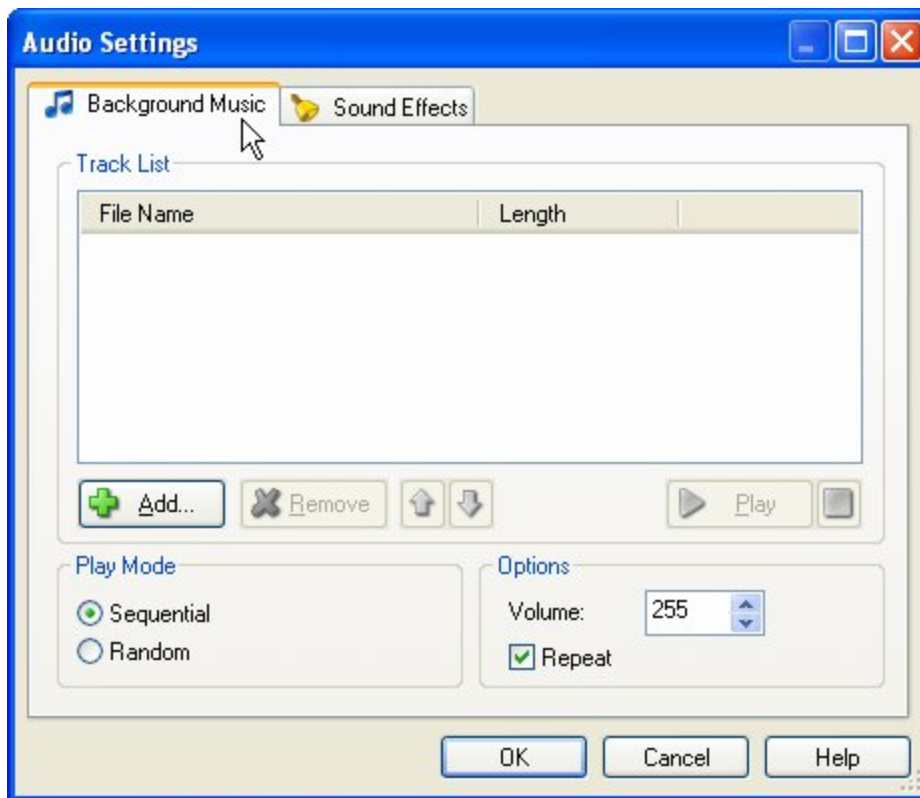 Audio Settings
Background Music Sound Effects
Track List
File Name Length
Add... Remove Play
Play Mode Options
Sequential Volume: 255
Random Repeat
OK Cancel Help